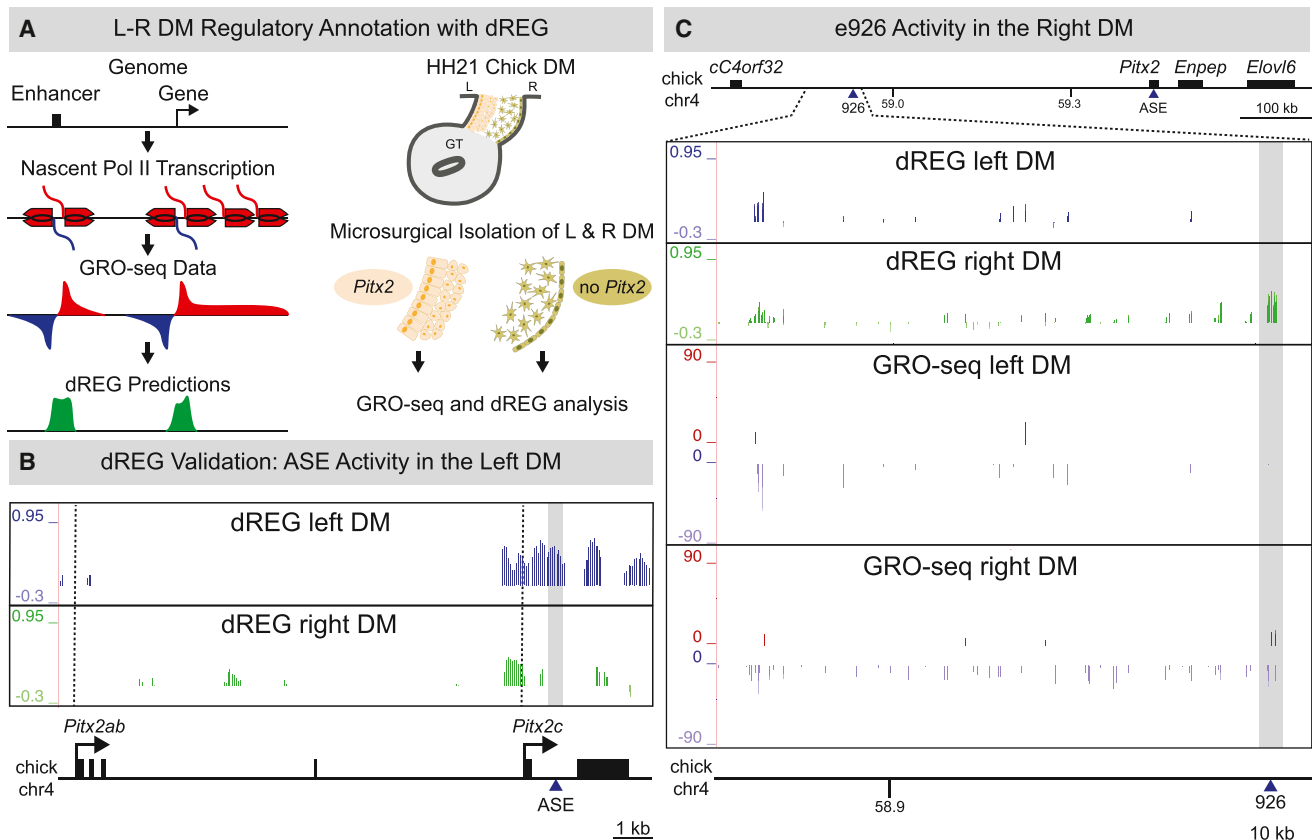 A L-R DM Regulatory Annotation with dREG
Genome
Enhancer Gene
Nascent Pol II Transcription
GRO-seq Data
dREG Predictions
HH21 Chick DM
L R
GT
Microsurgical Isolation of L & R DM
Pitx2 no Pitx2
GRO-seq and dREG analysis
B dREG Validation: ASE Activity in the Left DM
0.95
dREG left DM
-0.3
0.95
dREG right DM
-0.3
Pitx2ab Pitx2c
chick
chr4
ASE
1 kb
C e926 Activity in the Right DM
cC4orf32 Pitx2 Enpep Elovl6
chick
chr4
926 59.0 59.3 ASE 100 kb
0.95
dREG left DM
-0.3
0.95
dREG right DM
-0.3
90
GRO-seq left DM
0
0
-90
90
GRO-seq right DM
0
0
-90
chick
chr4
58.9 926
10 kb